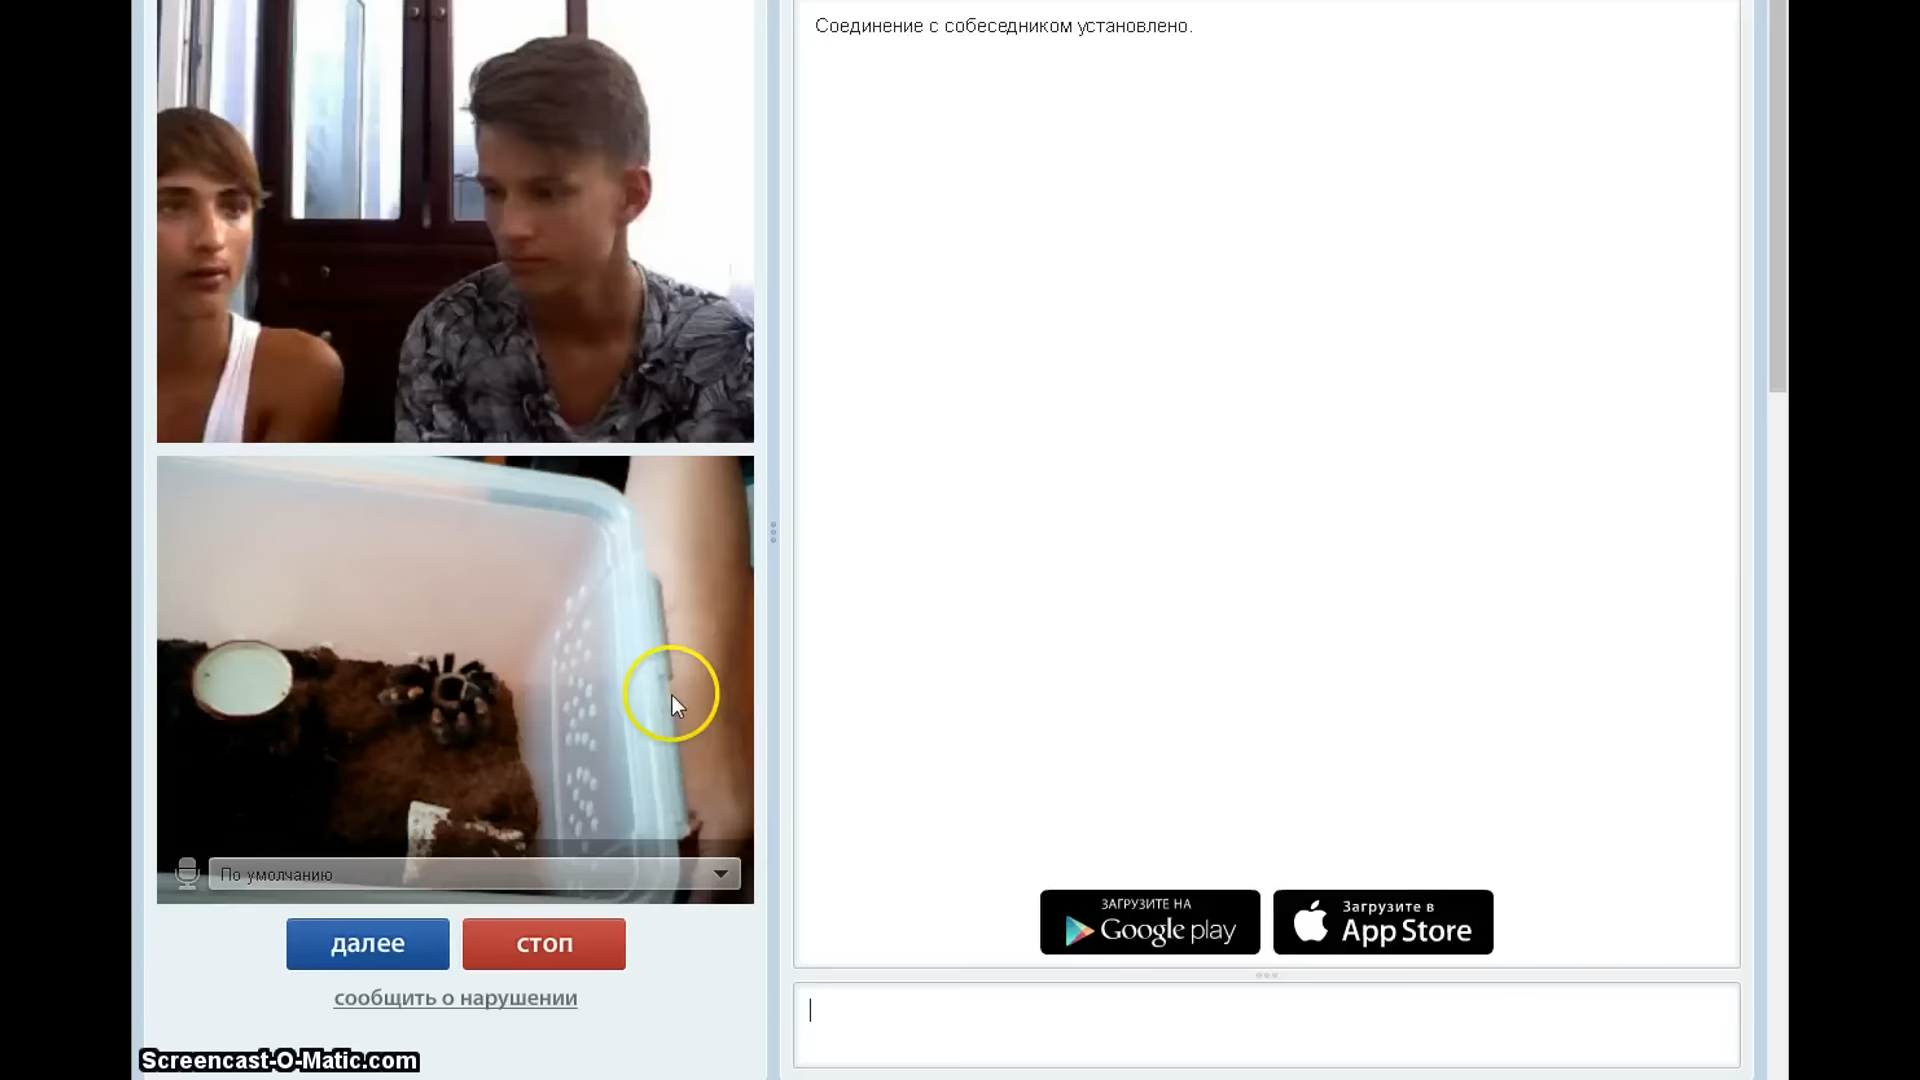 Соединение с собеседником установлено.
По умолчанию
далее
стоп
сообщить о нарушении
ЗАГРУЗИТЕ НА
Google play
Загрузите в
App Store
Screencast-O-Matic.com